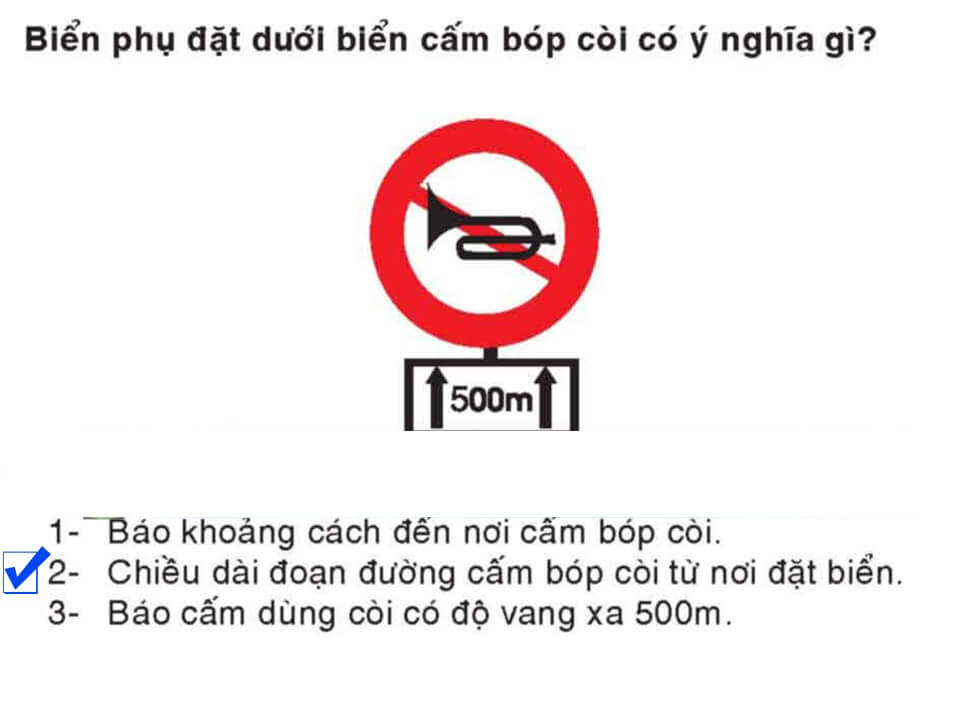 Biển phụ đặt dưới biển cấm bóp còi có ý nghĩa gì?
500m
1- Báo khoảng cách đến nơi cấm bóp còi.
2- Chiều dài đoạn đường cấm bóp còi từ nơi đặt biển.
3- Báo cấm dùng còi có độ vang xa 500m.